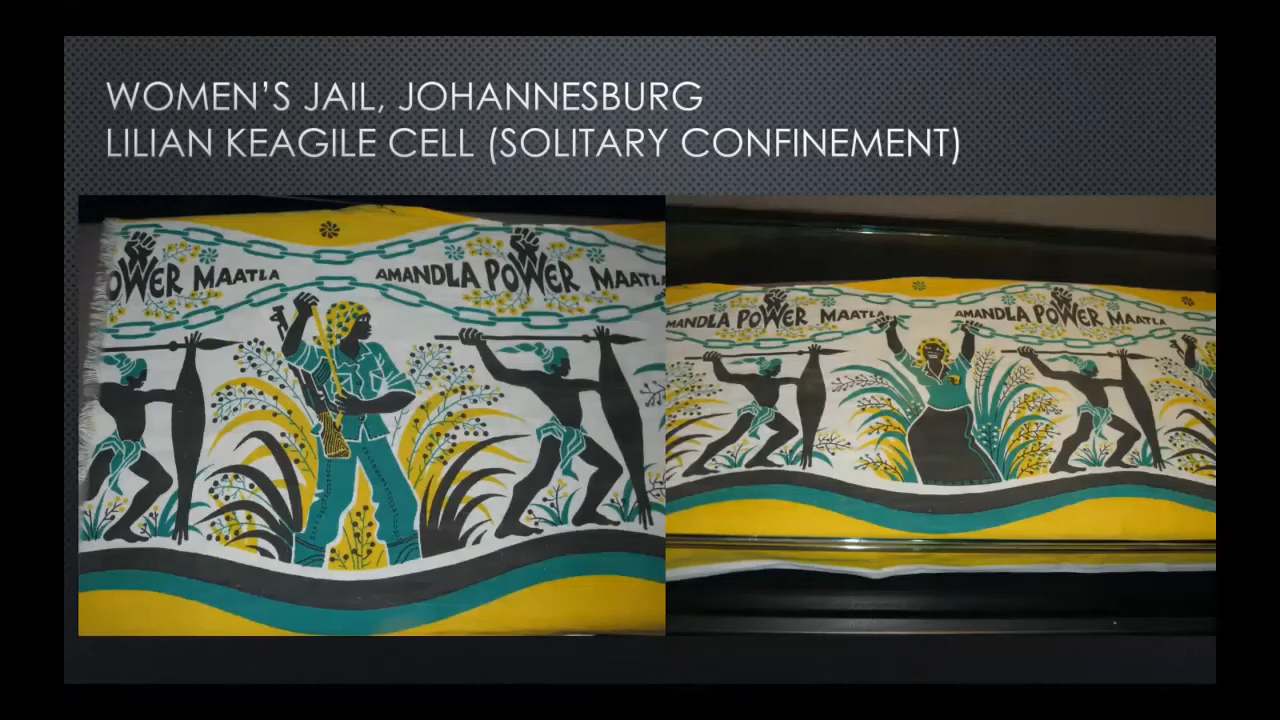 WOMEN’S JAIL, JOHANNESBURG
LILIAN KEAGILE CELL (SOLITARY CONFINEMENT)
POWER MAATLA AMANDLA POWER MAATLA
AMANDLA POWER MAATLA AMANDLA POWER MAATLA